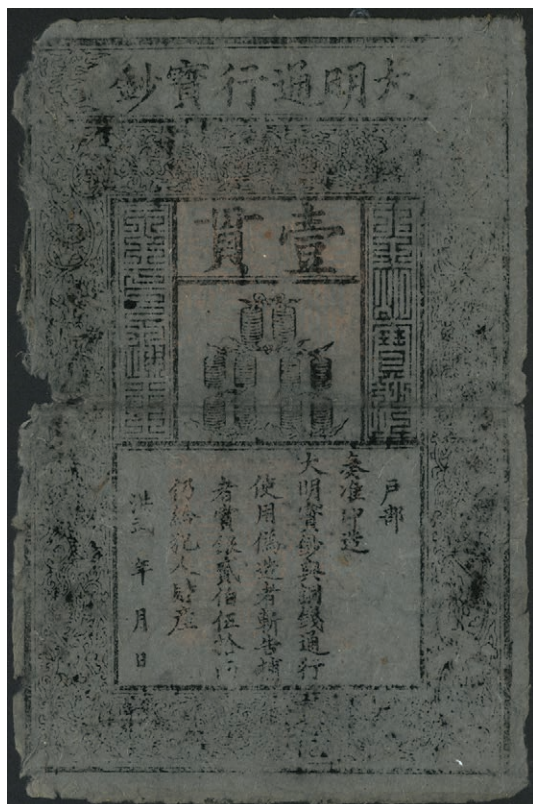 大明通行寶鈔
壹貫
戶部
奏准印造
大明寶鈔與銅錢通行
使用僞造者斬告捕
者賞銀貳伯伍拾兩
仍給犯人財產
洪武 年 月 日